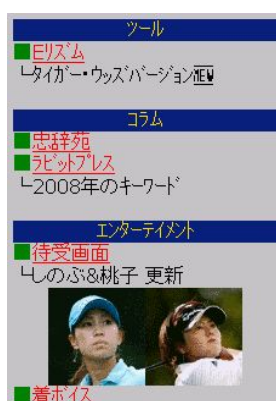 ツール
■Eﾘｽﾞﾑ
└ﾀｲｶﾞｰ･ｳｯｽﾞﾊﾞｰｼﾞｮﾝNEW
コラム
■忠辞苑
■ﾗﾋﾞｯﾄﾌﾟﾚｽ
└2008年のｷｰﾜｰﾄﾞ
ｴﾝﾀｰﾃｲﾒﾝﾄ
■待受画面
└しのぶ&桃子 更新
■着ﾎﾞｲｽ